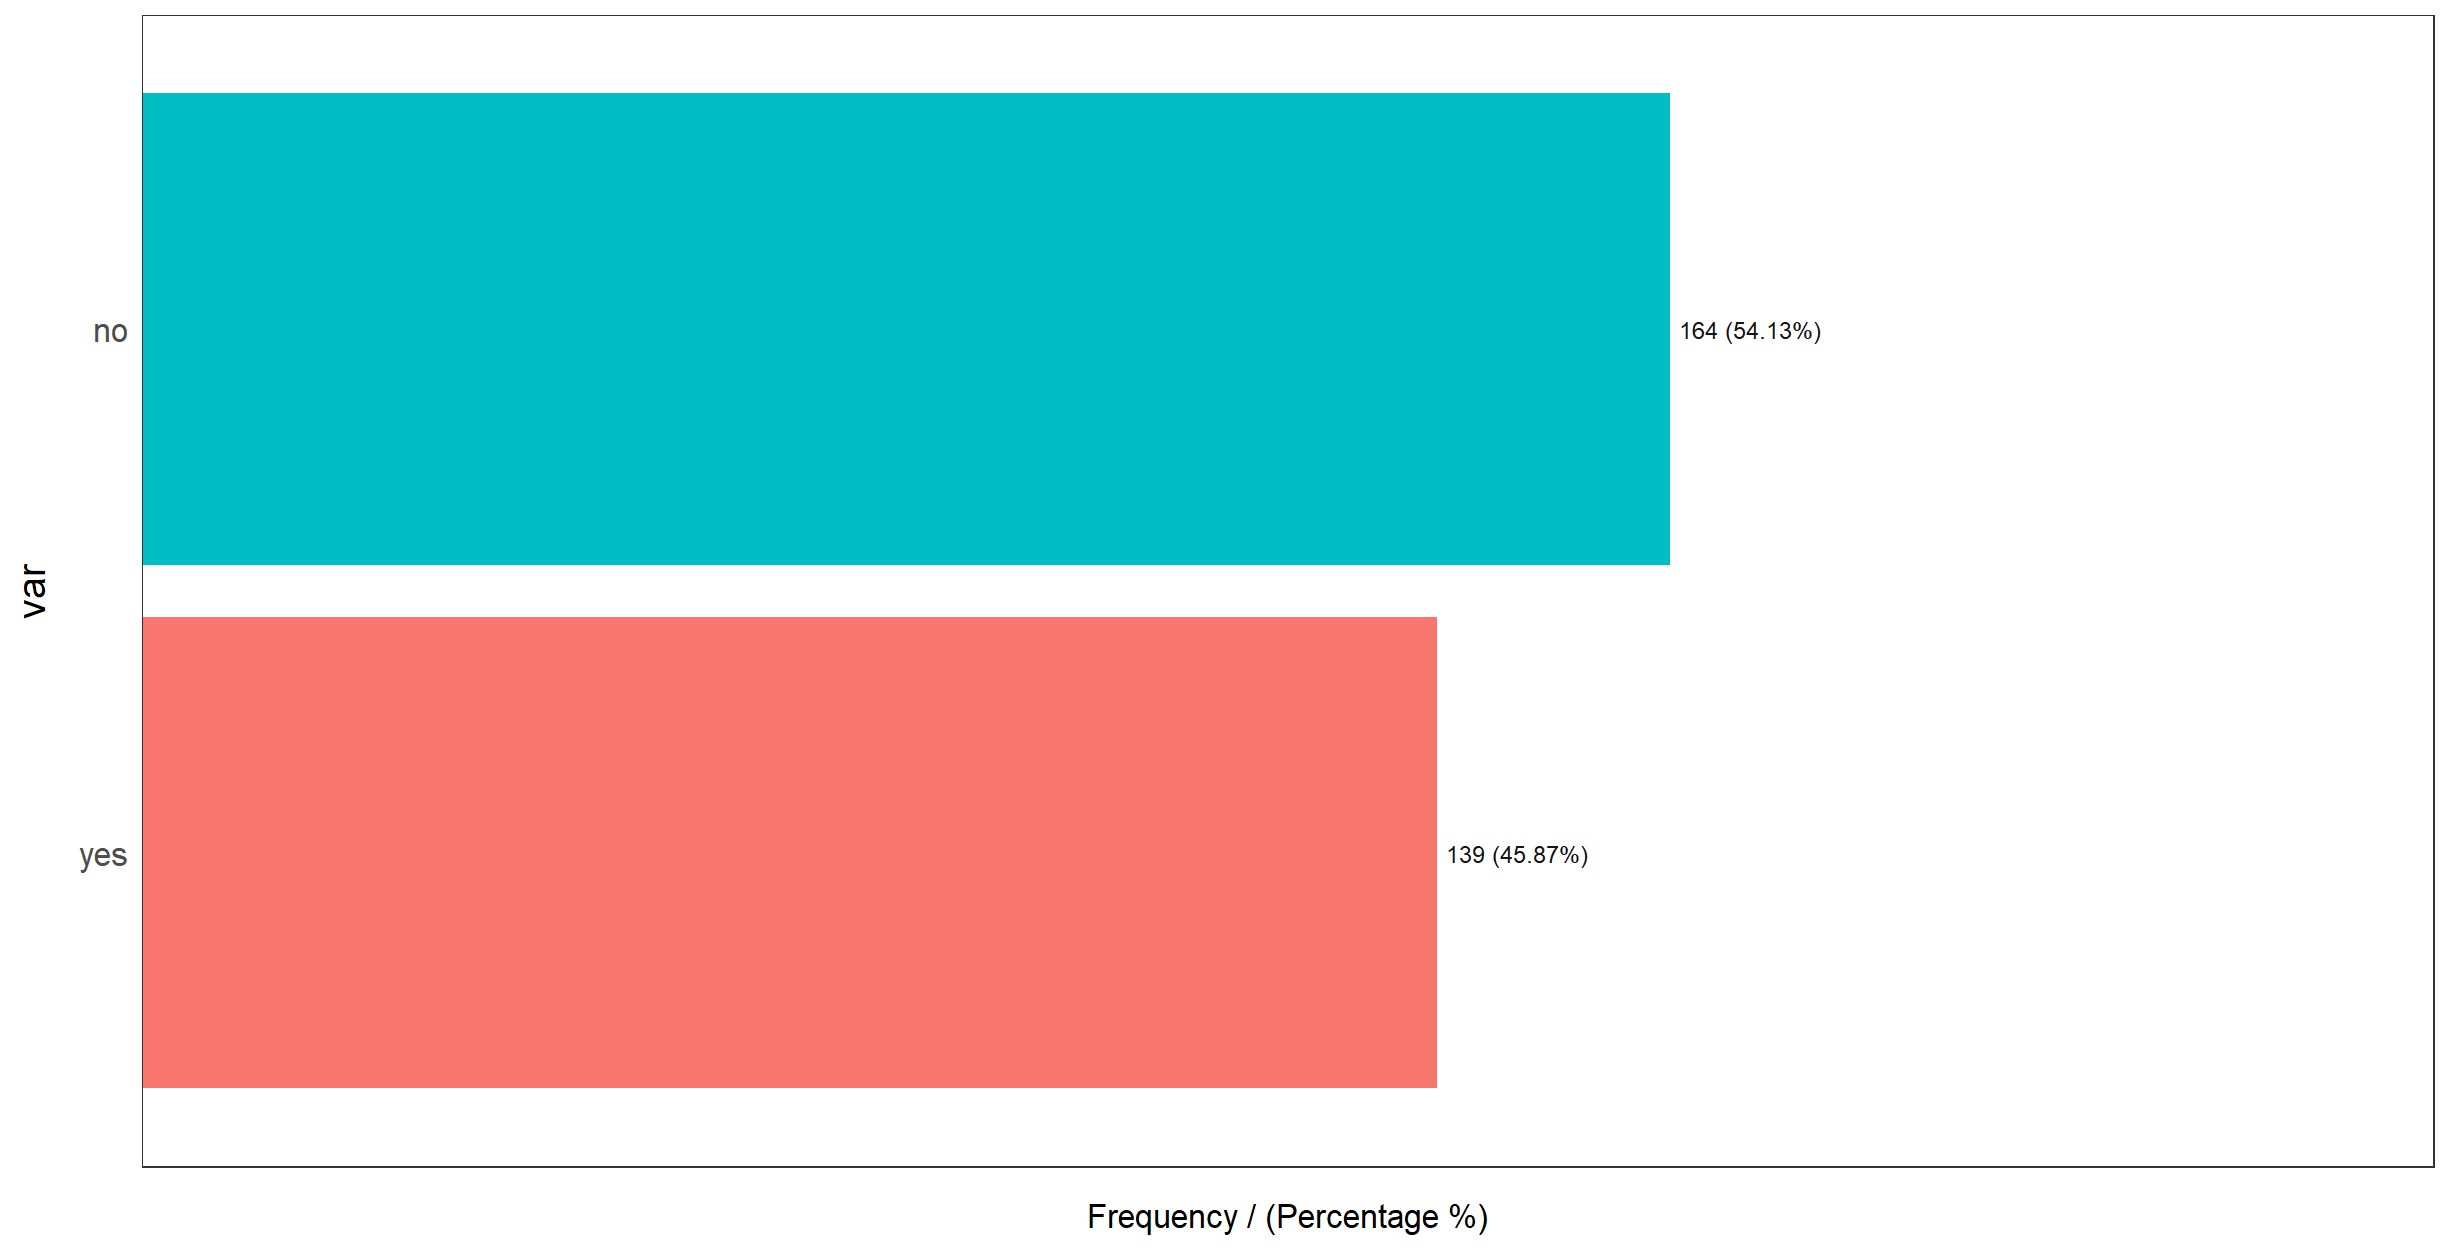 no
164 (54.13%)
var
yes
139 (45.87%)
Frequency / (Percentage %)